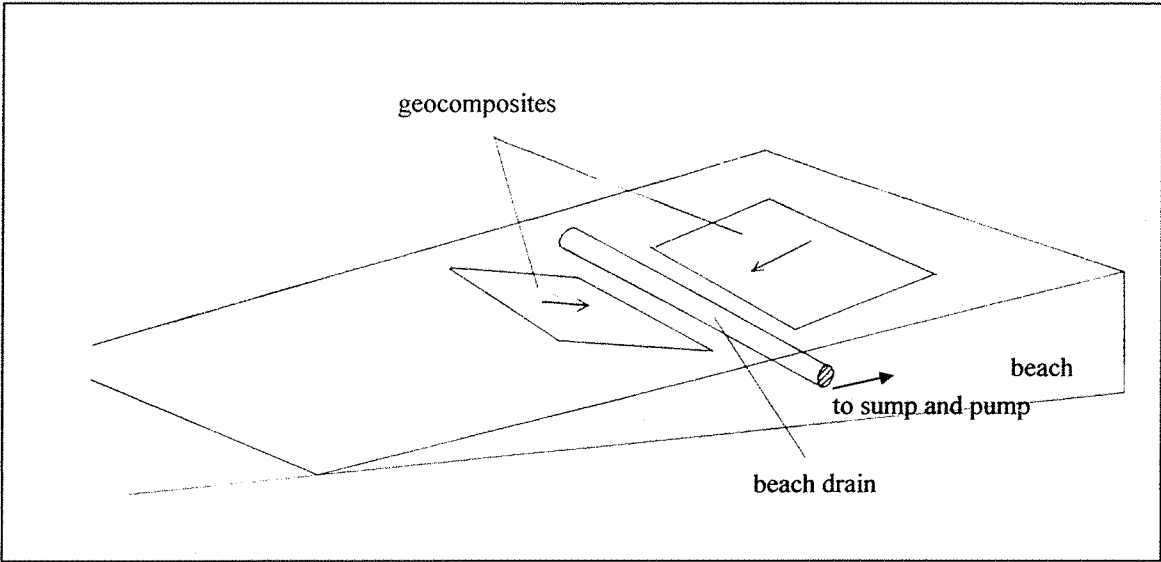 geocomposites
beach
to sump and pump
beach drain